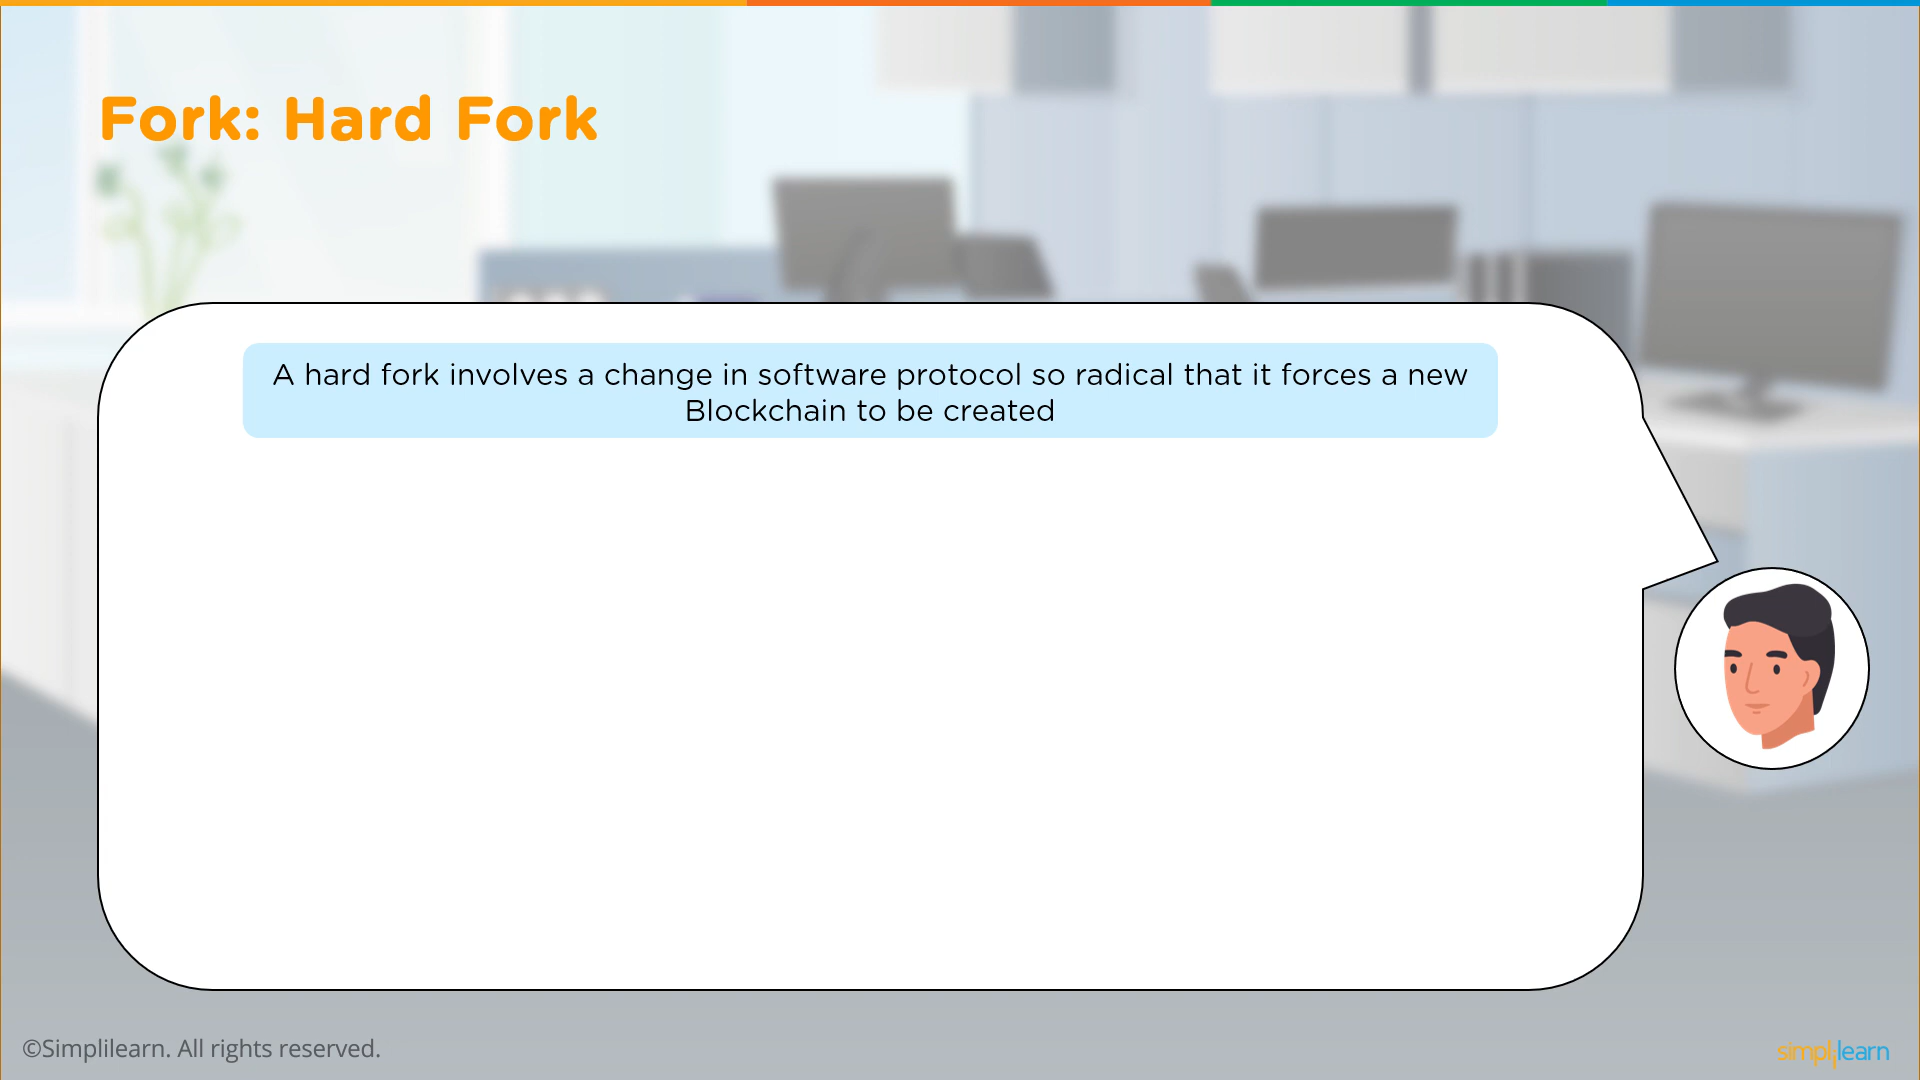 Fork: Hard Fork
A hard fork involves a change in software protocol so radical that it forces a new
Blockchain to be created
©Simplilearn. All rights reserved.
simplilearn